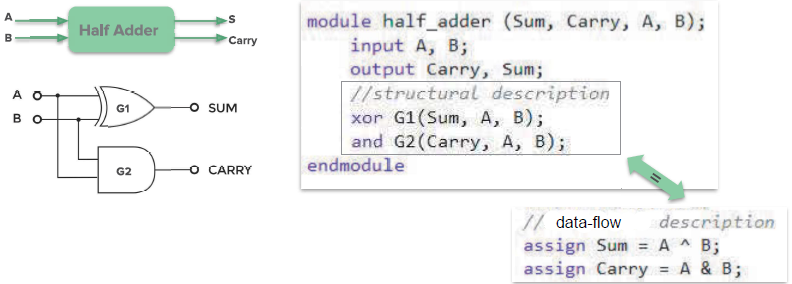 A
B
Half Adder
S
Carry
A
B
G1
SUM
G2
CARRY
module half_adder (Sum, Carry, A, B);
input A, B;
output Carry, Sum;
//structural description
xor G1(Sum, A, B);
and G2(Carry, A, B);
endmodule
=
// data-flow description
assign Sum = A ^ B;
assign Carry = A & B;